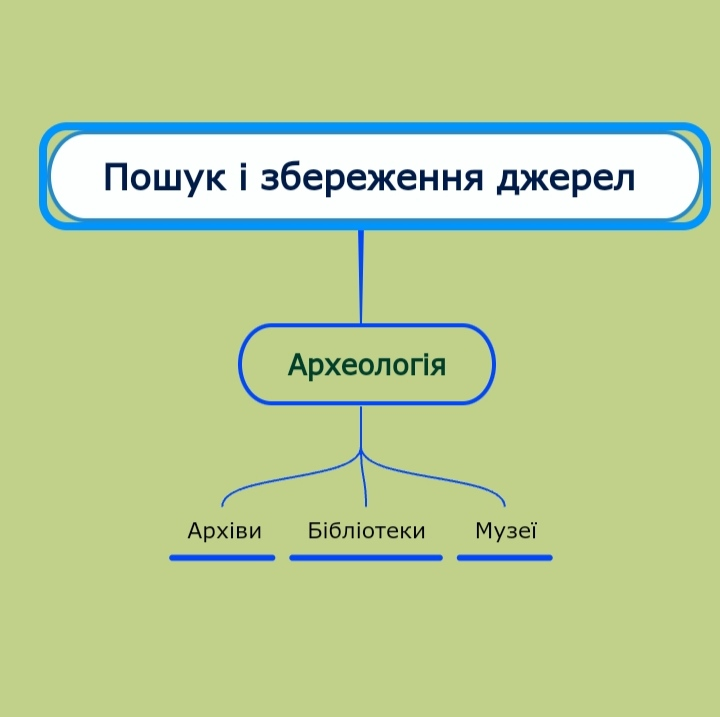 Пошук і збереження джерел
Археологія
Архіви
Бібліотеки
Музеї